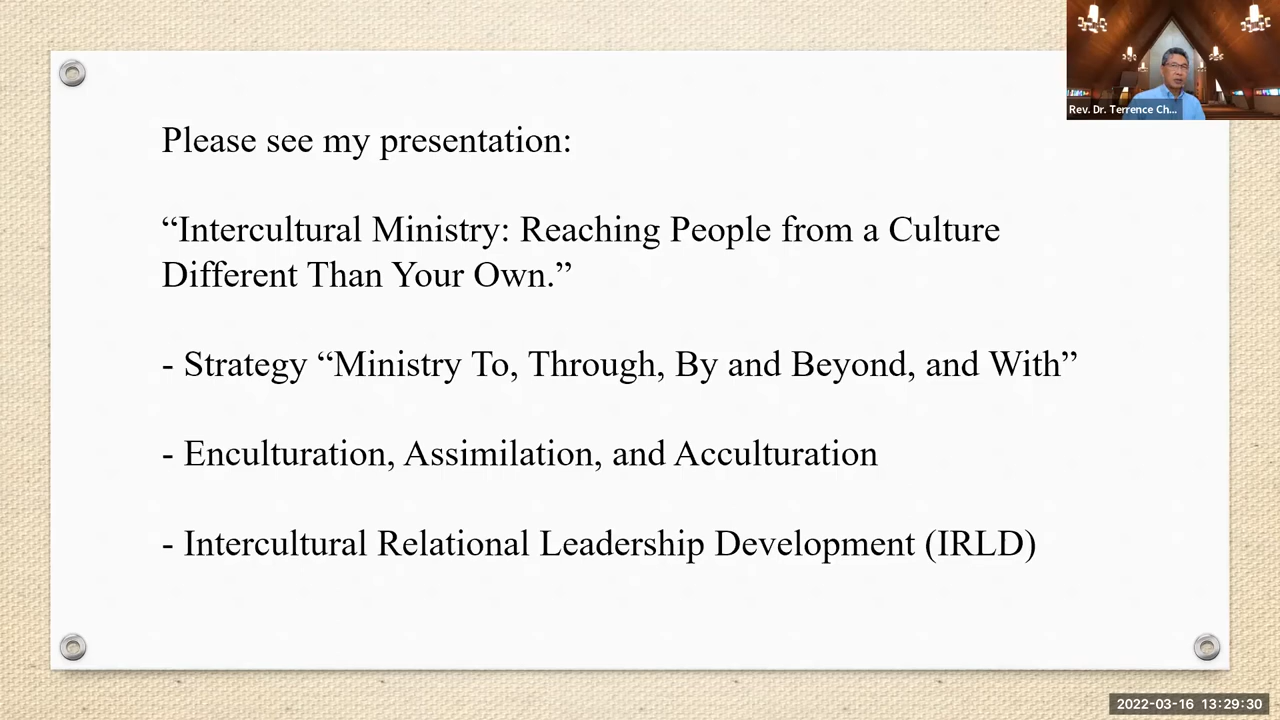 Rev. Dr. Terrence Ch...
Please see my presentation:
“Intercultural Ministry: Reaching People from a Culture
Different Than Your Own.”
- Strategy “Ministry To, Through, By and Beyond, and With”
- Enculturation, Assimilation, and Acculturation
- Intercultural Relational Leadership Development (IRLD)
2022-03-16 13:29:30